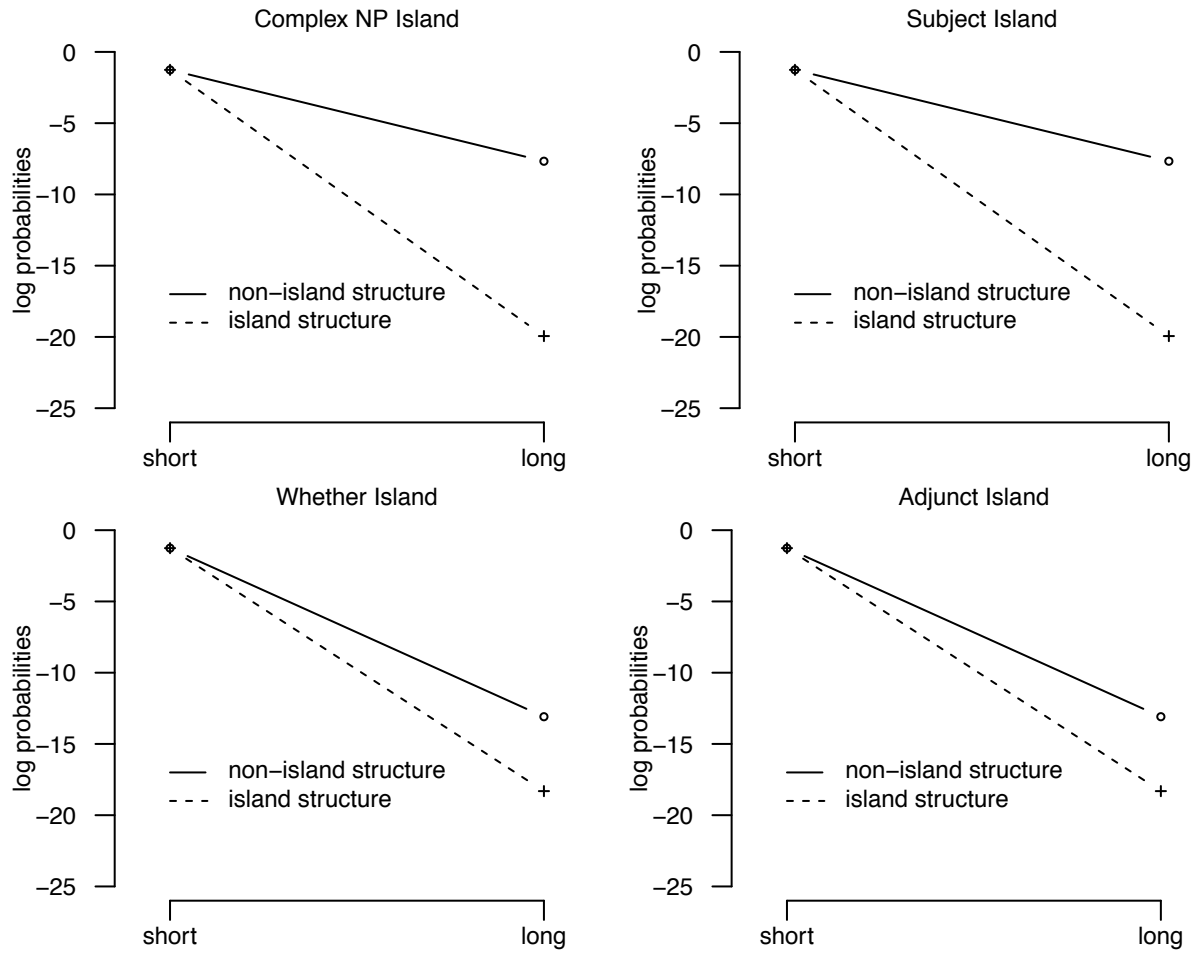 Complex NP Island
0
−5
−10
−15
−20
−25
log probabilities
non−island structure
island structure
short long
Subject Island
0
−5
−10
−15
−20
−25
log probabilities
non−island structure
island structure
short long
Whether Island
0
−5
−10
−15
−20
−25
log probabilities
non−island structure
island structure
short long
Adjunct Island
0
−5
−10
−15
−20
−25
log probabilities
non−island structure
island structure
short long